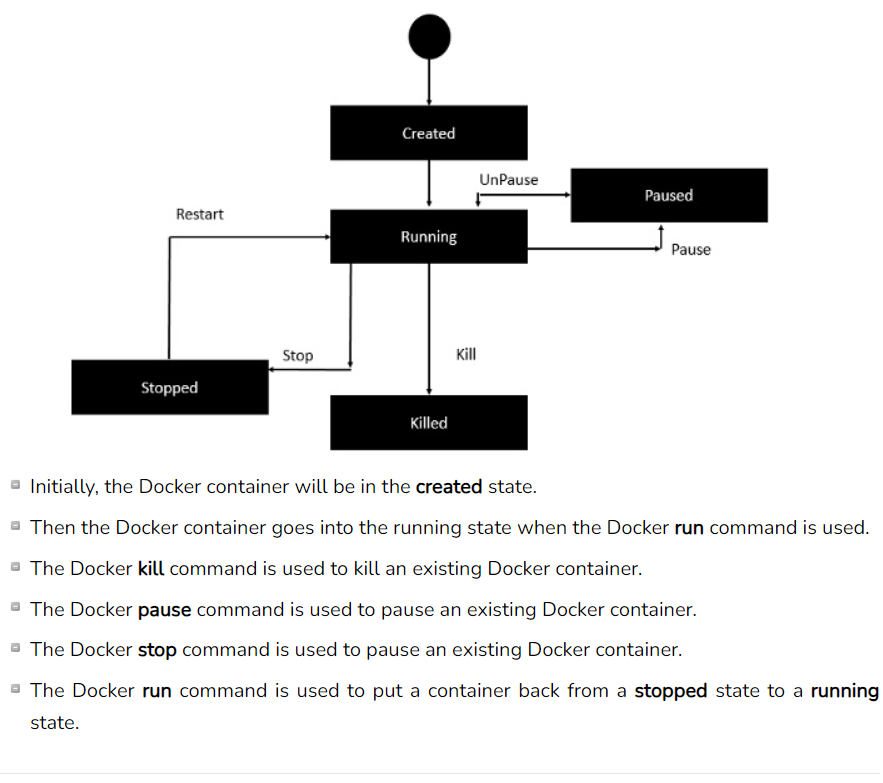 Created
UnPause
Paused
Restart
Running
Pause
Stop
Kill
Stopped
Killed
Initially, the Docker container will be in the created state.
Then the Docker container goes into the running state when the Docker run command is used.
The Docker kill command is used to kill an existing Docker container.
The Docker pause command is used to pause an existing Docker container.
The Docker stop command is used to pause an existing Docker container.
The Docker run command is used to put a container back from a stopped state to a running
state.